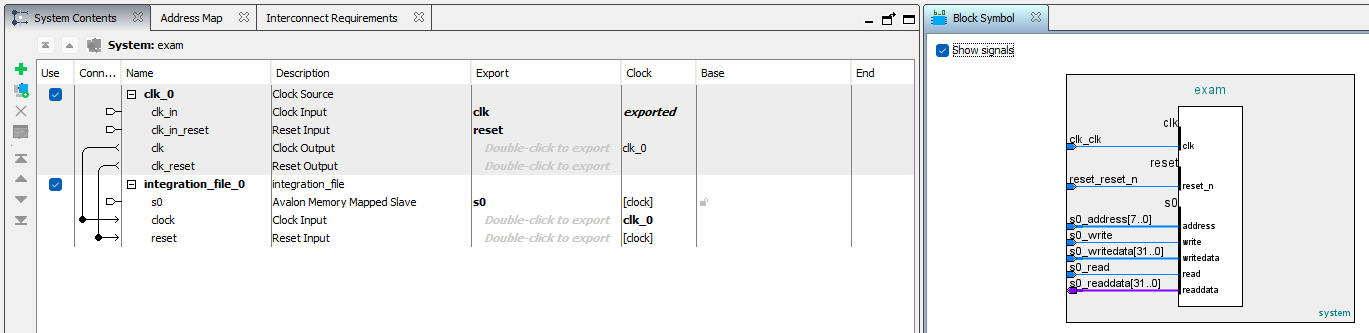 System Contents Address Map Interconnect Requirements
System: exam
Use Conn... Name Description Export Clock Base End
clk_0 Clock Source
clk_in Clock Input clk exported
clk_in_reset Reset Input reset
clk Clock Output Double-click to export clk_0
clk_reset Reset Output Double-click to export
integration_file_0 integration_file
s0 Avalon Memory Mapped Slave s0 [clock]
clock Clock Input Double-click to export clk_0
reset Reset Input Double-click to export [clock]
Block Symbol
Show signals
exam
clk
clk_clk
clk
reset
reset_reset_n
reset_n
s0
s0_address[7..0]
address
s0_write
write
s0_writedata[31..0]
writedata
s0_read
read
s0_readdata[31..0]
readdata
system